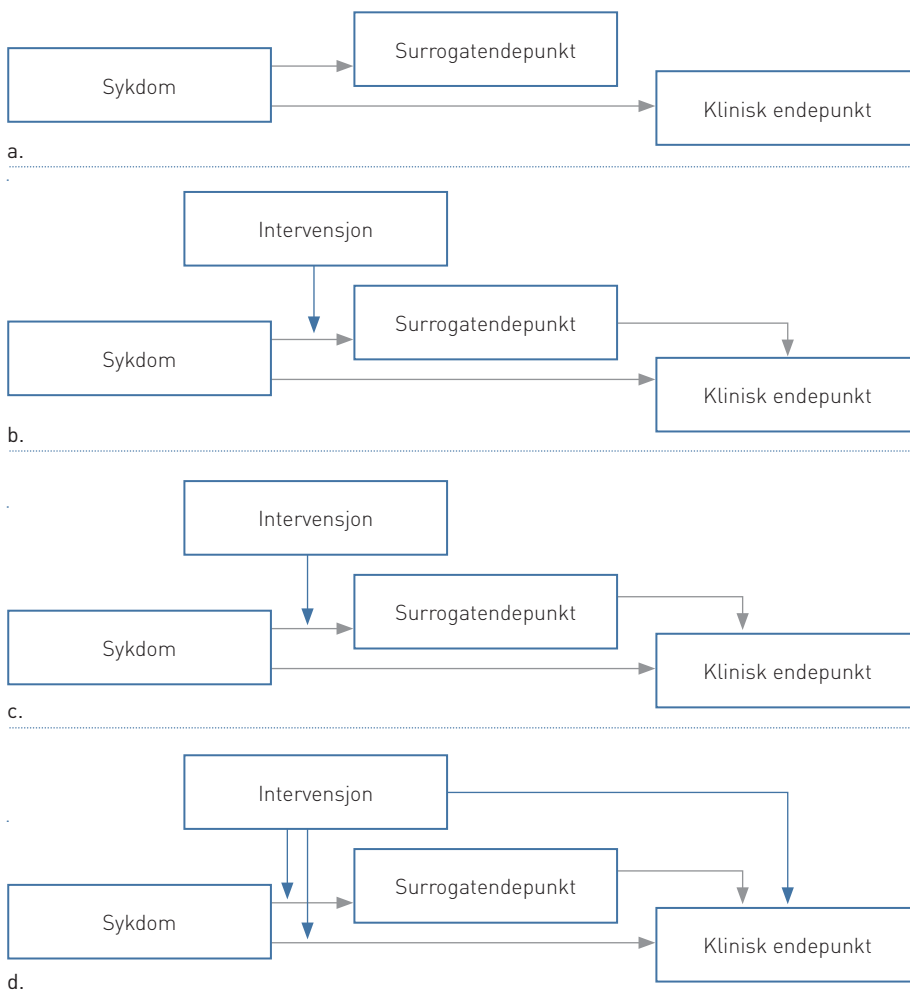 Surrogatendepunkt
Sykdom
Klinisk endepunkt
a.
Intervensjon
Surrogatendepunkt
Sykdom
Klinisk endepunkt
b.
Intervensjon
Surrogatendepunkt
Sykdom
Klinisk endepunkt
c.
Intervensjon
Surrogatendepunkt
Sykdom
Klinisk endepunkt
d.